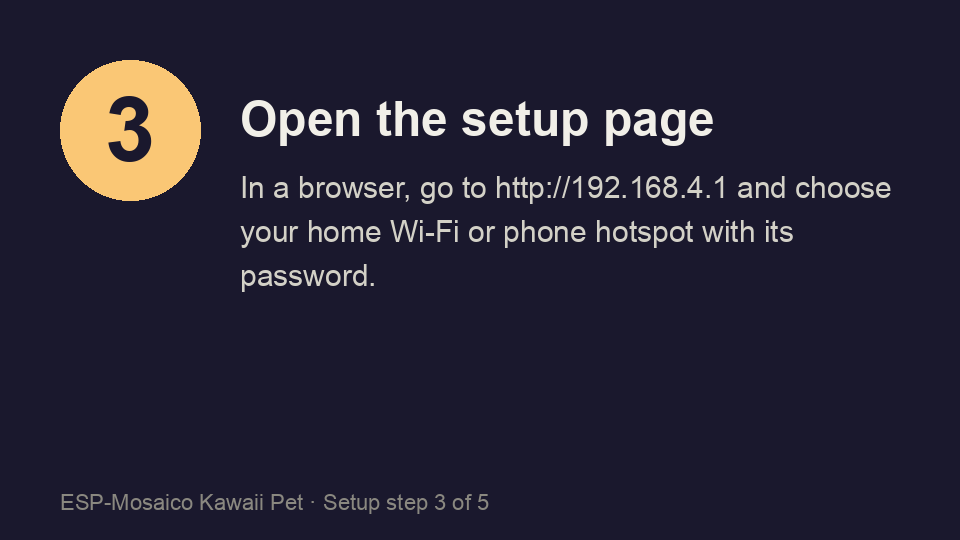 3
Open the setup page
In a browser, go to http://192.168.4.1 and choose
your home Wi-Fi or phone hotspot with its
password.
ESP-Mosaico Kawaii Pet · Setup step 3 of 5